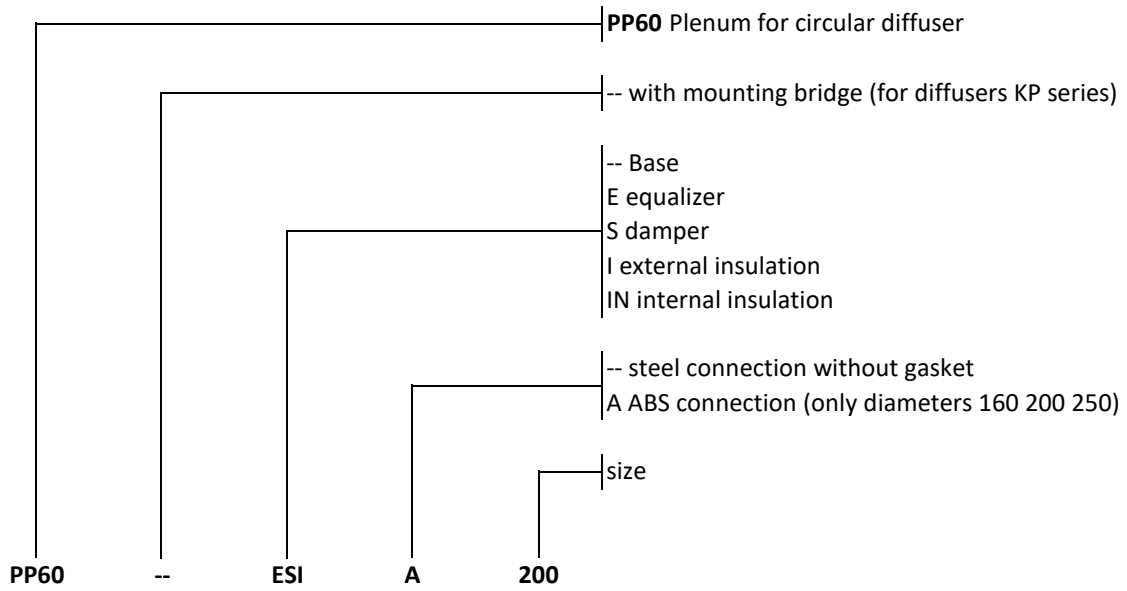 PP60 Plenum for circular diffuser
-- with mounting bridge (for diffusers KP series)
-- Base
E equalizer
S damper
I external insulation
IN internal insulation
-- steel connection without gasket
A ABS connection (only diameters 160 200 250)
size
PP60 -- ESI A 200